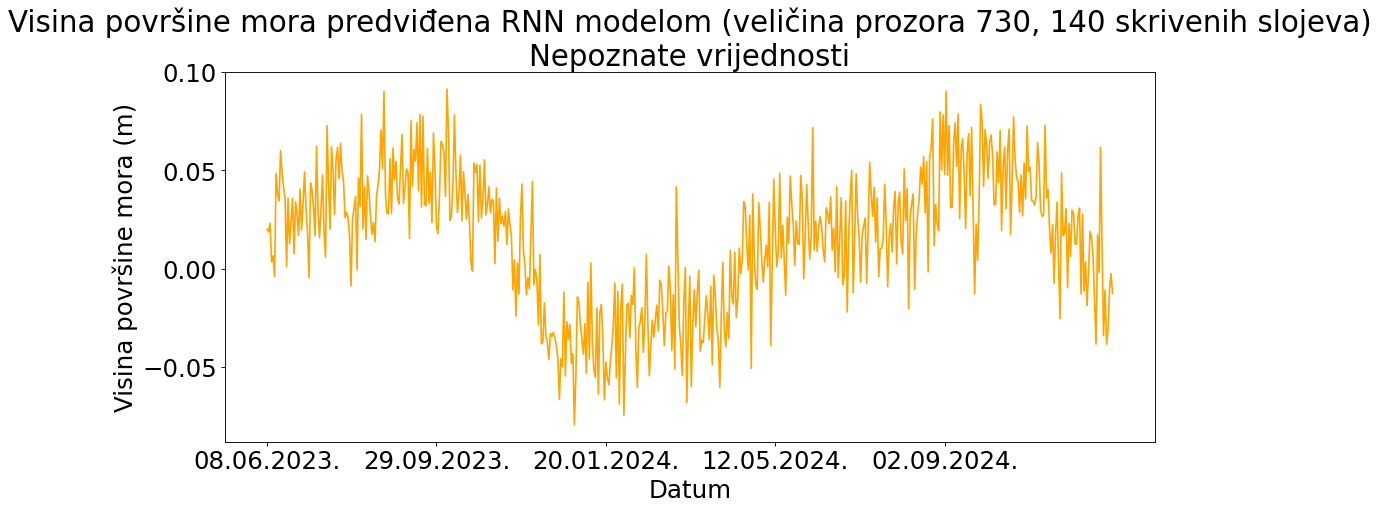 Visina površine mora predviđena RNN modelom (veličina prozora 730, 140 skrivenih slojeva)
Nepoznate vrijednosti
Visina površine mora (m)
0.10
0.05
0.00
−0.05
08.06.2023. 29.09.2023. 20.01.2024. 12.05.2024. 02.09.2024.
Datum